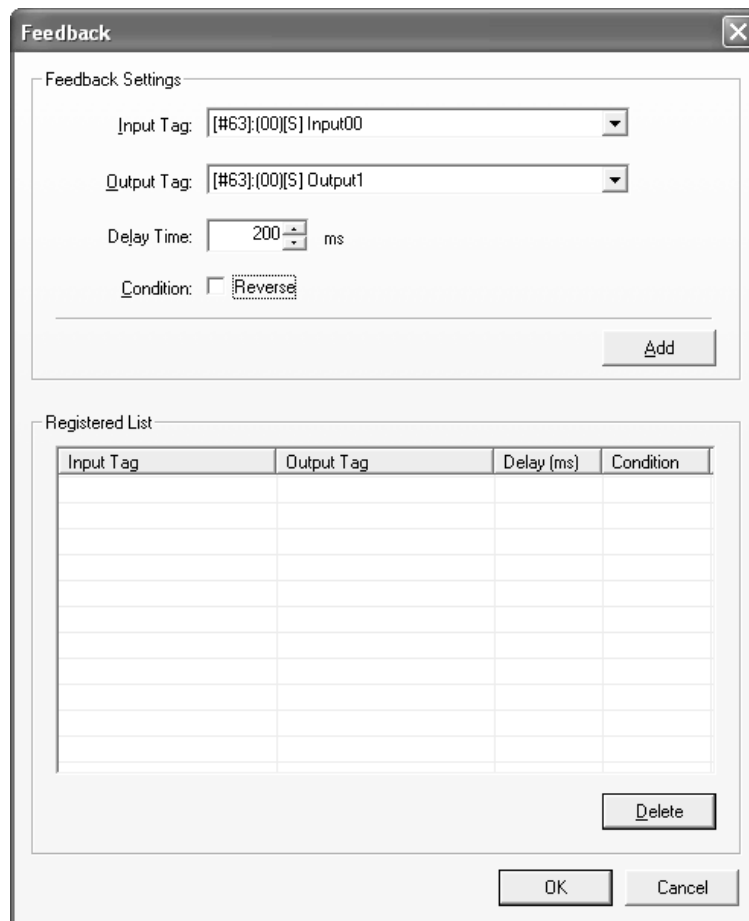 Feedback
Feedback Settings
Input Tag: [#63]:(00)[S] Input00
Output Tag: [#63]:(00)[S] Output1
Delay Time: 200 ms
Condition: Reverse
Add
Registered List
Input Tag Output Tag Delay (ms) Condition
Delete
OK Cancel